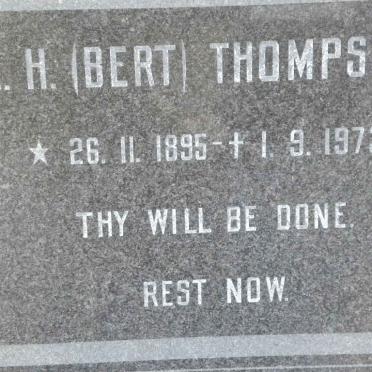 H. (BERT) THOMPS
★ 26. 11. 1895-✝ 1. 9. 197
THY WILL BE DONE.
REST NOW.